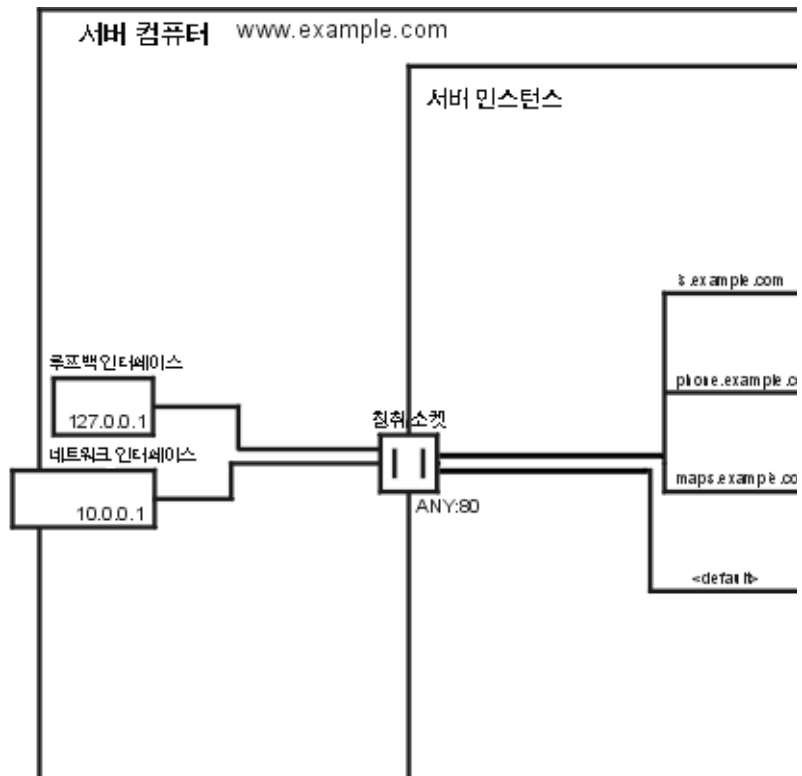 서버 컴퓨터 www.example.com
서버 인스턴스
.example.com
루프백 인터페이스
phone.example.co
127.0.0.1
청취 소켓
네트워크 인터페이스
maps.example.co
10.0.0.1
ANY:80
<default>